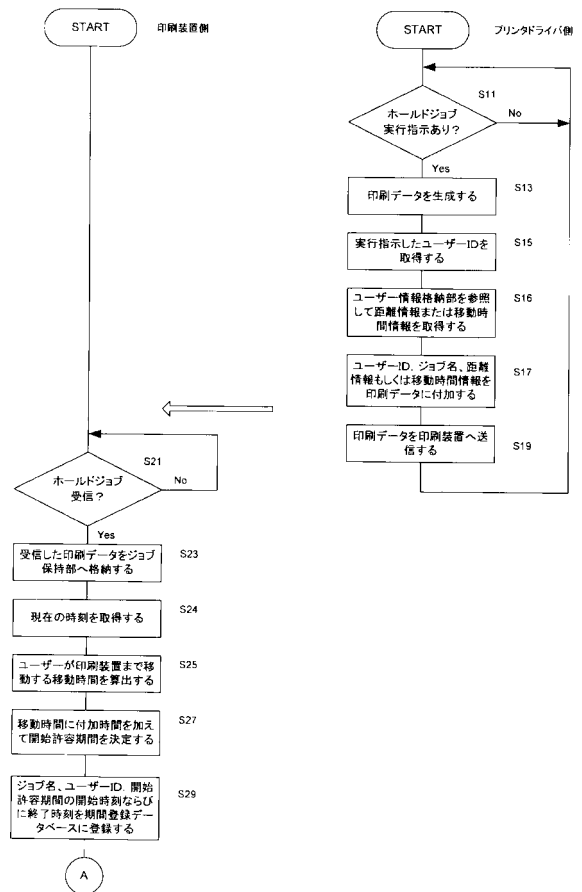 START
印刷装置側
START
プリンタドライバ側
S11
ホールドジョブ
実行指示あり?
No
Yes
印刷データを生成する
S13
実行指示したユーザーIDを
取得する
S15
ユーザー情報格納部を参照
して距離情報または移動時
間情報を取得する
S16
ユーザーID、ジョブ名、距離
情報もしくは移動時間情報を
印刷データに付加する
S17
印刷データを印刷装置へ送
信する
S19
S21
ホールドジョブ
受信?
No
Yes
受信した印刷データをジョブ
保持部へ格納する
S23
現在の時刻を取得する
S24
ユーザーが印刷装置まで移
動する移動時間を算出する
S25
移動時間に付加時間を加え
て開始許容期間を決定する
S27
ジョブ名、ユーザーID、開始
許容期間の開始時刻ならび
に終了時刻を期間登録デー
タベースに登録する
S29
A